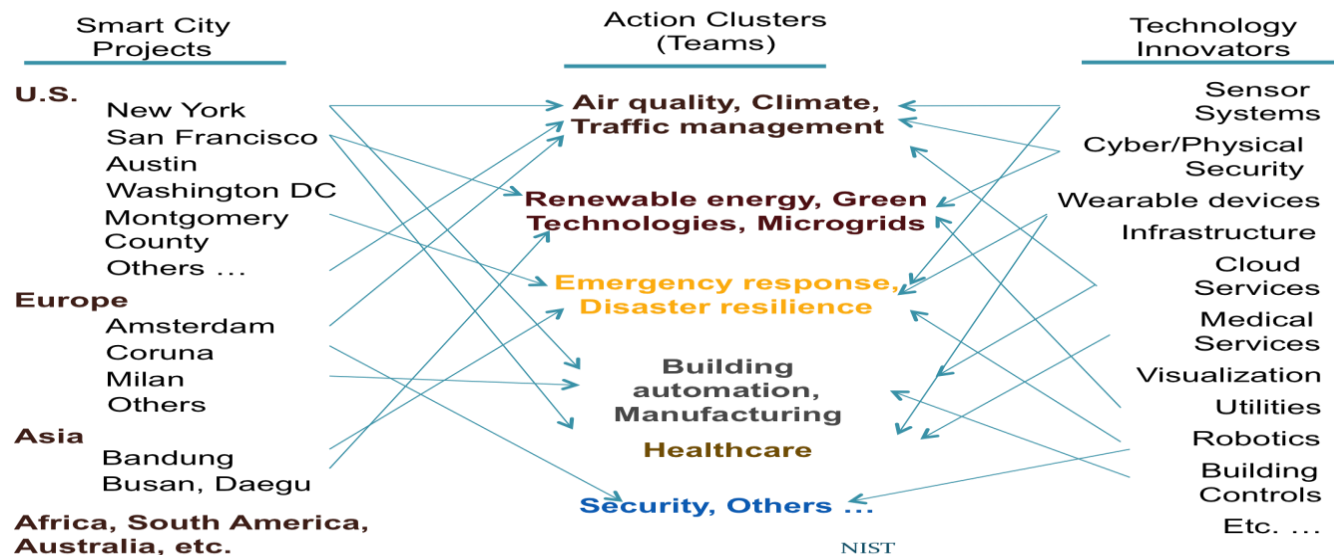 Smart City
Projects
U.S.
New York
San Francisco
Austin
Washington DC
Montgomery
County
Others ...
Europe
Amsterdam
Coruna
Milan
Others
Asia
Bandung
Busan, Daegu
Africa, South America,
Australia, etc.
Action Clusters
(Teams)
Air quality, Climate,
Traffic management
Renewable energy, Green
Technologies, Microgrids
Emergency response,
Disaster resilience
Building
automation,
Manufacturing
Healthcare
Security, Others ...
NIST
Technology
Innovators
Sensor
Systems
Cyber/Physical
Security
Wearable devices
Infrastructure
Cloud
Services
Medical
Services
Visualization
Utilities
Robotics
Building
Controls
Etc. ...